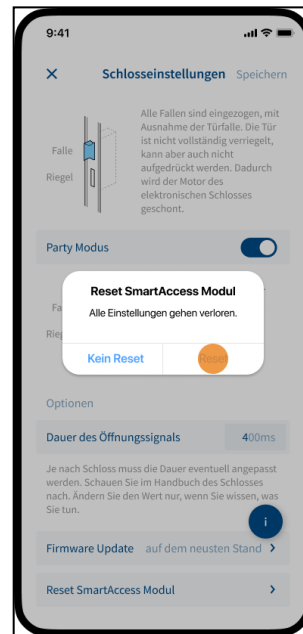 9:41
Schlosseinstellungen Speichern
Alle Fallen sind eingezogen, mit
Ausnahme der Türfalle. Die Tür
ist nicht vollständig verriegelt,
kann aber auch nicht
aufgedrückt werden. Dadurch
wird der Motor des
elektronischen Schlosses
geschont.
Falle
Riegel
Party Modus
Reset SmartAccess Modul
Alle Einstellungen gehen verloren.
Kein Reset Reset
Optionen
Dauer des Öffnungssignals 400ms
Je nach Schloss muss die Dauer eventuell angepasst
werden. Schauen Sie im Handbuch des Schlosses
nach. Ändern Sie den Wert nur, wenn Sie wissen, was
Sie tun.
i
Firmware Update auf dem neusten Stand >
Reset SmartAccess Modul >